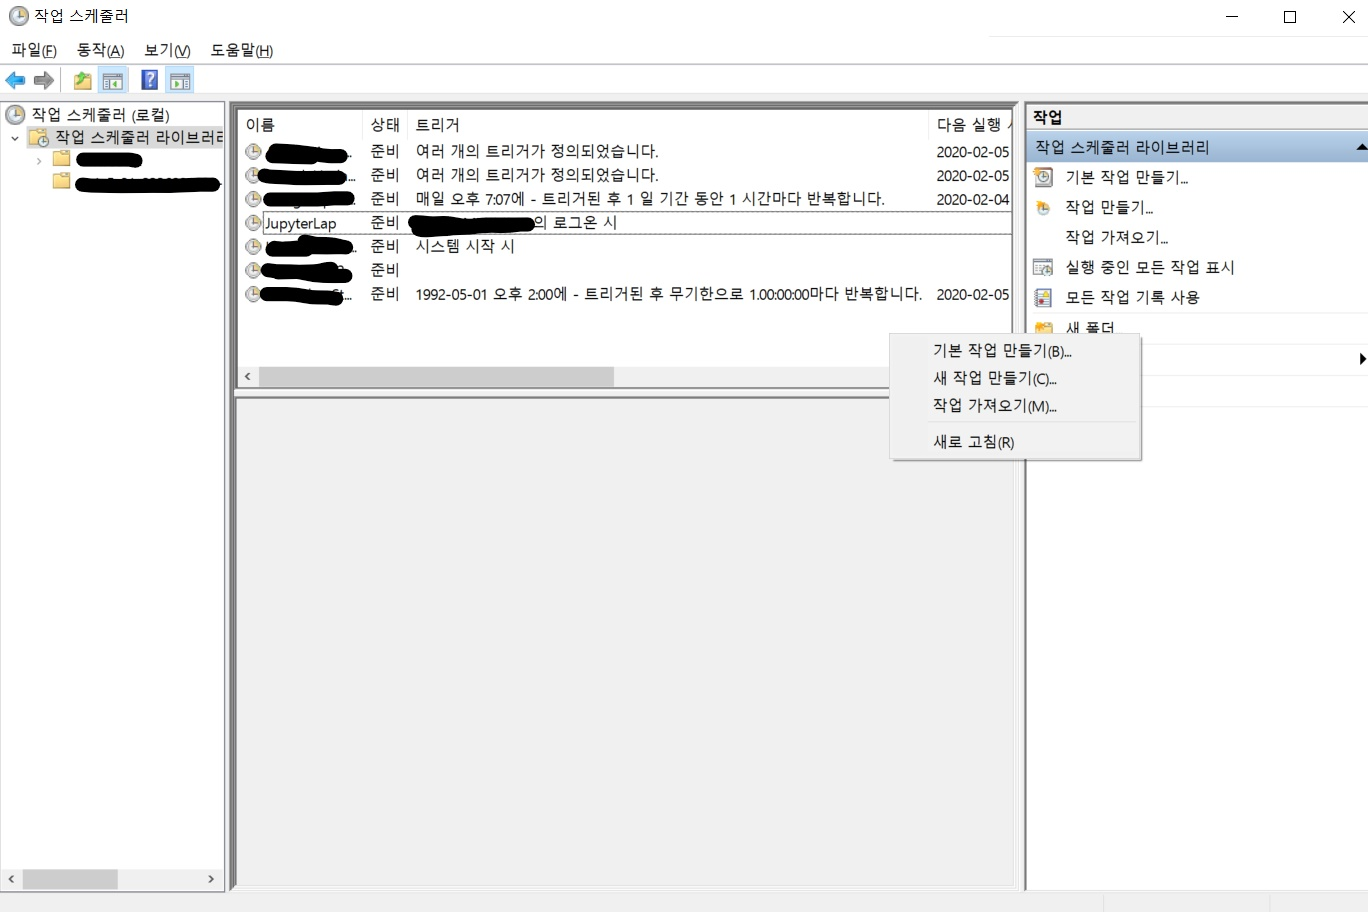 작업 스케줄러
파일(F) 동작(A) 보기(V) 도움말(H)
작업 스케줄러 (로컬)
작업 스케줄러 라이브러리
이름 상태 트리거 다음 실행 시
준비 여러 개의 트리거가 정의되었습니다. 2020-02-05
준비 여러 개의 트리거가 정의되었습니다. 2020-02-05
준비 매일 오후 7:07에 - 트리거된 후 1 일 기간 동안 1 시간마다 반복합니다. 2020-02-04
JupyterLap 준비 의 로그온 시
준비 시스템 시작 시
준비
준비 1992-05-01 오후 2:00에 - 트리거된 후 무기한으로 1.00:00:00마다 반복합니다. 2020-02-05
작업
작업 스케줄러 라이브러리
기본 작업 만들기...
작업 만들기...
작업 가져오기...
실행 중인 모든 작업 표시
모든 작업 기록 사용
새 폴더...
기본 작업 만들기(B)...
새 작업 만들기(C)...
작업 가져오기(M)...
새로 고침(R)